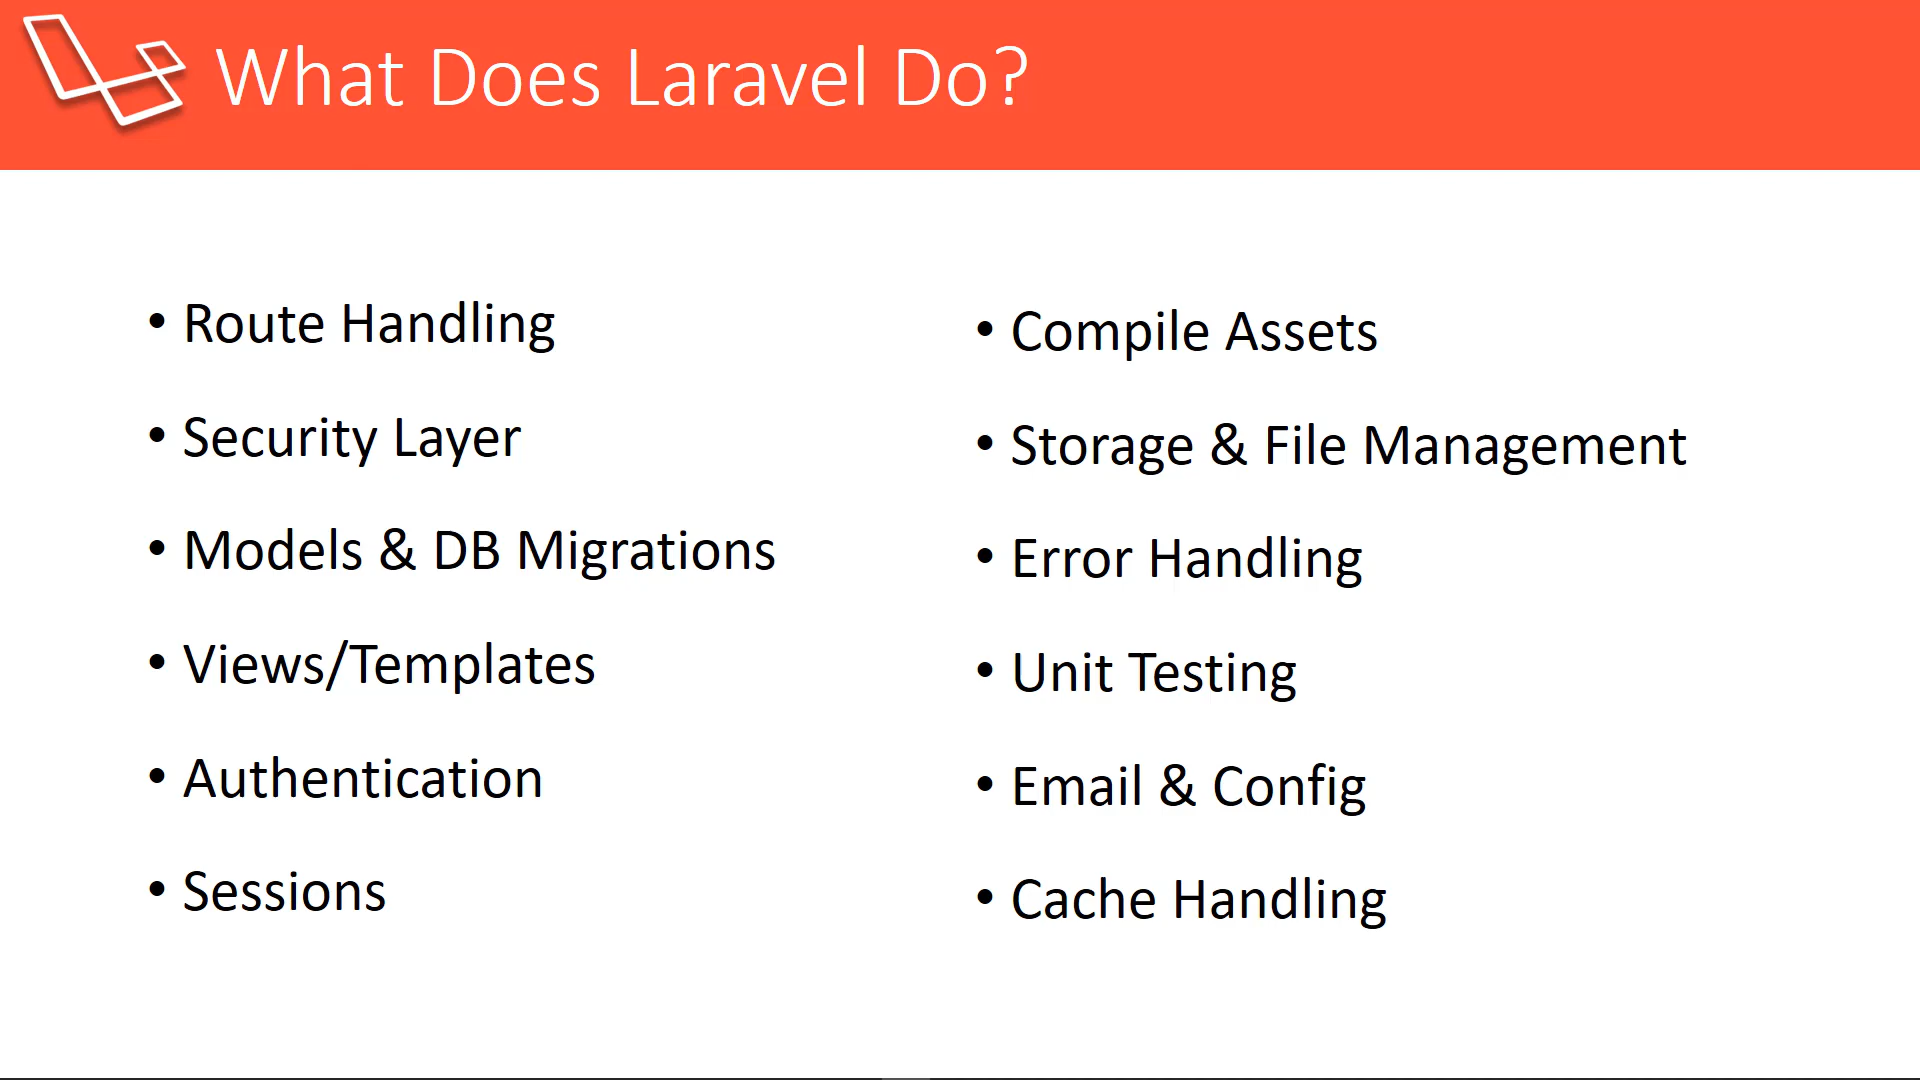 What Does Laravel Do?
• Route Handling
• Security Layer
• Models & DB Migrations
• Views/Templates
• Authentication
• Sessions
• Compile Assets
• Storage & File Management
• Error Handling
• Unit Testing
• Email & Config
• Cache Handling